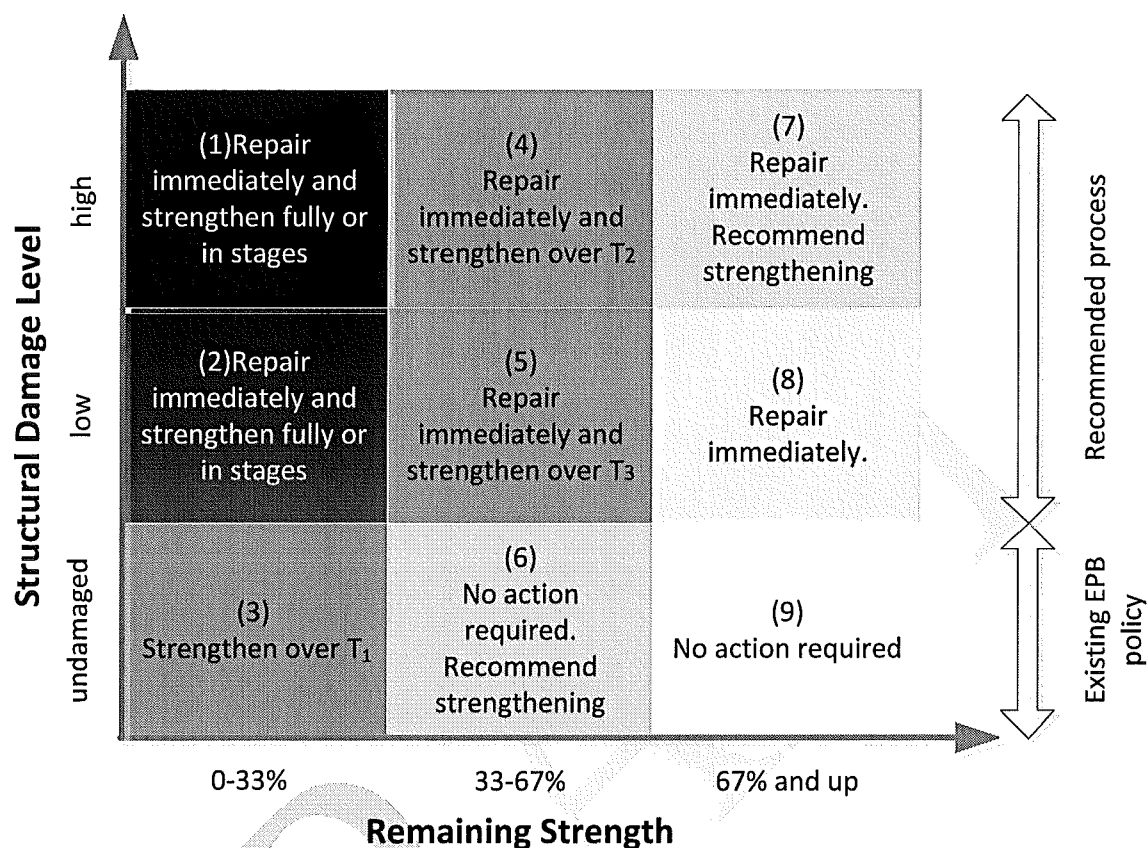 (1)Repair
immediately and
strengthen fully or
in stages
(4)
Repair
immediately and
strengthen over T2
(7)
Repair
immediately.
Recommend
strengthening
(2)Repair
immediately and
strengthen fully or
in stages
(5)
Repair
immediately and
strengthen over T3
(8)
Repair
immediately.
(3)
Strengthen over T1
(6)
No action
required.
Recommend
strengthening
(9)
No action required
Structural Damage Level
high
low
undamaged
Recommended process
Existing EPB
policy
0-33%
33-67%
67% and up
Remaining Strength